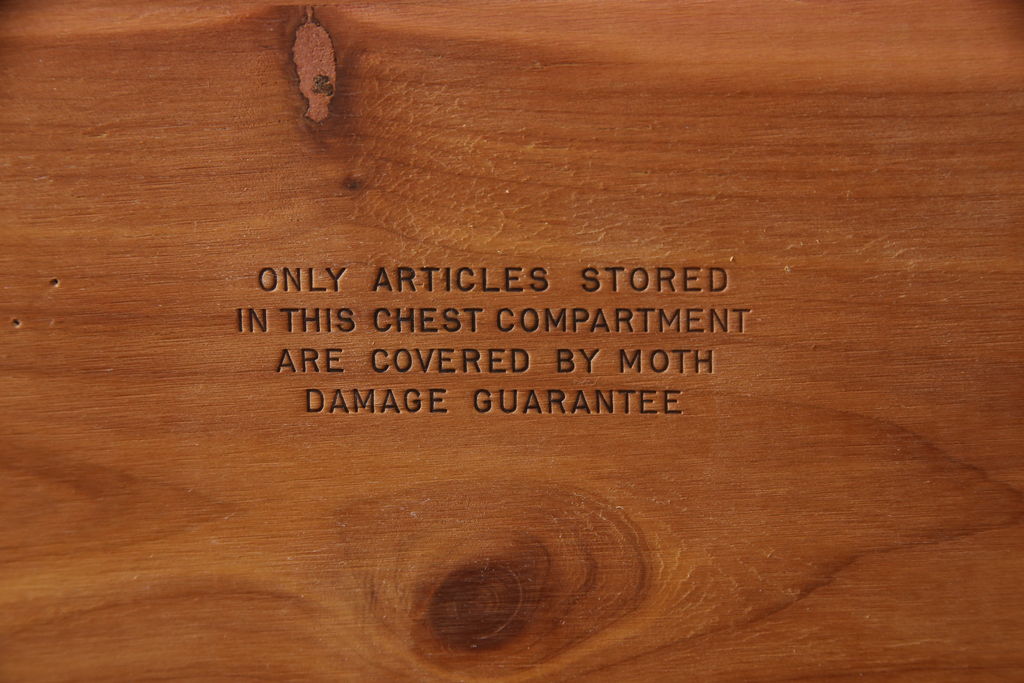 ONLY ARTICLES STORED
IN THIS CHEST COMPARTMENT
ARE COVERED BY MOTH
DAMAGE GUARANTEE